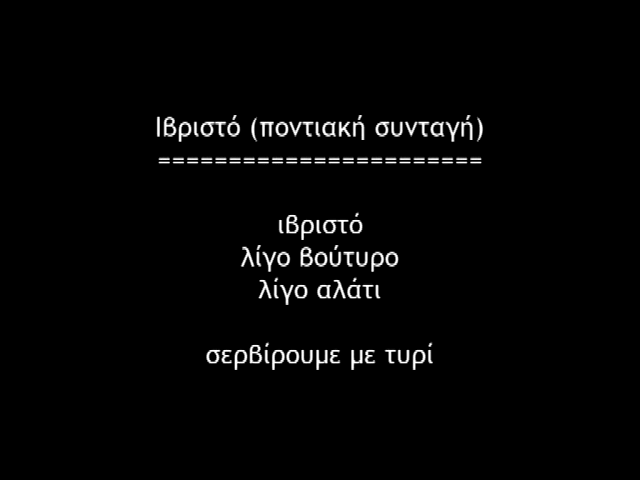 Ιβριστό (ποντιακή συνταγή)
=======================
ιβριστό
λίγο βούτυρο
λίγο αλάτι
σερβίρουμε με τυρί